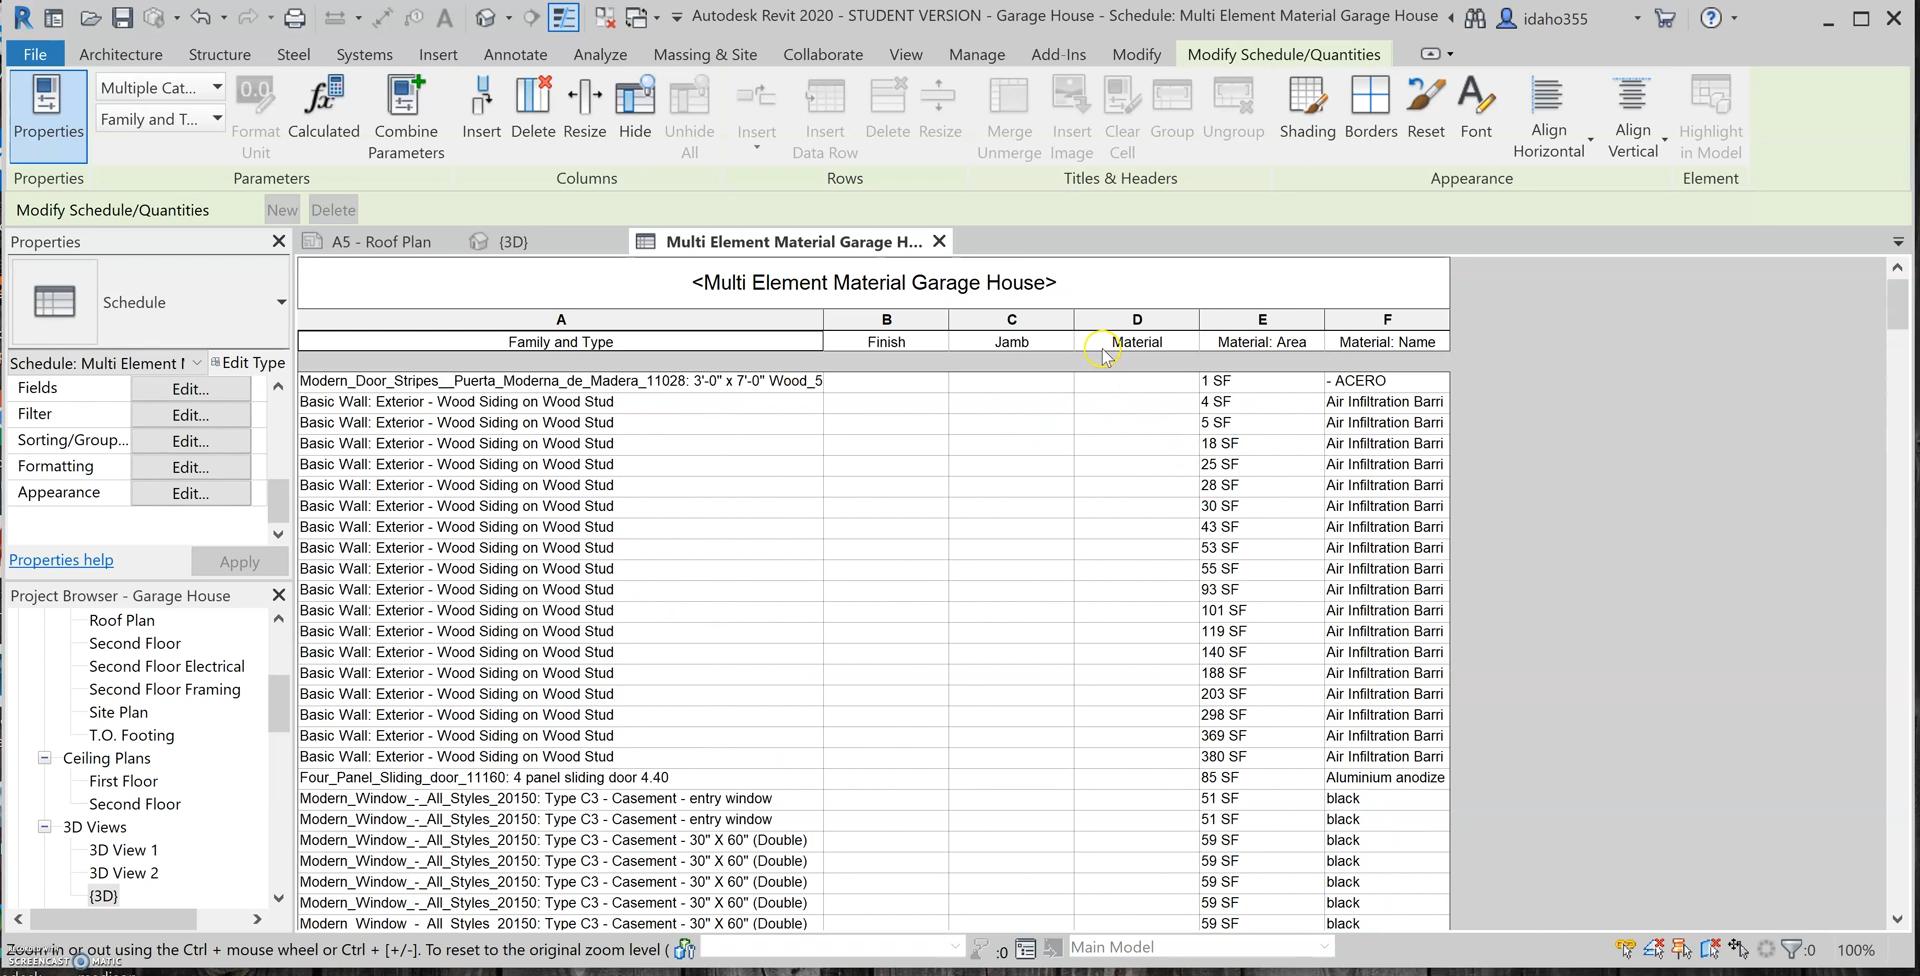 Autodesk Revit 2020 - STUDENT VERSION - Garage House - Schedule: Multi Element Material Garage House
idaho355
File Architecture Structure Steel Systems Insert Annotate Analyze Massing & Site Collaborate View Manage Add-Ins Modify Modify Schedule/Quantities
Multiple Cat...
Family and T...
Properties
Format Unit
Calculated
Combine Parameters
Insert Delete Resize Hide Unhide All
Insert
Insert Data Row
Delete Resize
Merge Unmerge
Insert Image
Clear Cell
Group Ungroup
Shading Borders Reset Font
Align Horizontal
Align Vertical
Highlight in Model
Properties Parameters Columns Rows Titles & Headers Appearance Element
Modify Schedule/Quantities New Delete
Properties
A5 - Roof Plan {3D} Multi Element Material Garage H...
Schedule
Schedule: Multi Element M
Edit Type
Fields Edit...
Filter Edit...
Sorting/Group... Edit...
Formatting Edit...
Appearance Edit...
Properties help Apply
Project Browser - Garage House
Roof Plan
Second Floor
Second Floor Electrical
Second Floor Framing
Site Plan
T.O. Footing
Ceiling Plans
First Floor
Second Floor
3D Views
3D View 1
3D View 2
{3D}
<Multi Element Material Garage House>
A B C D E F
Family and Type Finish Jamb Material Material: Area Material: Name
Modern_Door_Stripes__Puerta_Moderna_de_Madera_11028: 3'-0" x 7'-0" Wood_5 1 SF - ACERO
Basic Wall: Exterior - Wood Siding on Wood Stud 4 SF Air Infiltration Barri
Basic Wall: Exterior - Wood Siding on Wood Stud 5 SF Air Infiltration Barri
Basic Wall: Exterior - Wood Siding on Wood Stud 18 SF Air Infiltration Barri
Basic Wall: Exterior - Wood Siding on Wood Stud 25 SF Air Infiltration Barri
Basic Wall: Exterior - Wood Siding on Wood Stud 28 SF Air Infiltration Barri
Basic Wall: Exterior - Wood Siding on Wood Stud 30 SF Air Infiltration Barri
Basic Wall: Exterior - Wood Siding on Wood Stud 43 SF Air Infiltration Barri
Basic Wall: Exterior - Wood Siding on Wood Stud 53 SF Air Infiltration Barri
Basic Wall: Exterior - Wood Siding on Wood Stud 55 SF Air Infiltration Barri
Basic Wall: Exterior - Wood Siding on Wood Stud 93 SF Air Infiltration Barri
Basic Wall: Exterior - Wood Siding on Wood Stud 101 SF Air Infiltration Barri
Basic Wall: Exterior - Wood Siding on Wood Stud 119 SF Air Infiltration Barri
Basic Wall: Exterior - Wood Siding on Wood Stud 140 SF Air Infiltration Barri
Basic Wall: Exterior - Wood Siding on Wood Stud 188 SF Air Infiltration Barri
Basic Wall: Exterior - Wood Siding on Wood Stud 203 SF Air Infiltration Barri
Basic Wall: Exterior - Wood Siding on Wood Stud 298 SF Air Infiltration Barri
Basic Wall: Exterior - Wood Siding on Wood Stud 369 SF Air Infiltration Barri
Basic Wall: Exterior - Wood Siding on Wood Stud 380 SF Air Infiltration Barri
Four_Panel_Sliding_door_11160: 4 panel sliding door 4.40 85 SF Aluminium anodize
Modern_Window_-_All_Styles_20150: Type C3 - Casement - entry window 51 SF black
Modern_Window_-_All_Styles_20150: Type C3 - Casement - entry window 51 SF black
Modern_Window_-_All_Styles_20150: Type C3 - Casement - 30" X 60" (Double) 59 SF black
Modern_Window_-_All_Styles_20150: Type C3 - Casement - 30" X 60" (Double) 59 SF black
Modern_Window_-_All_Styles_20150: Type C3 - Casement - 30" X 60" (Double) 59 SF black
Modern_Window_-_All_Styles_20150: Type C3 - Casement - 30" X 60" (Double) 59 SF black
Modern_Window_-_All_Styles_20150: Type C3 - Casement - 30" X 60" (Double) 59 SF black
Zoom in or out using the Ctrl + mouse wheel or Ctrl + [+/-]. To reset to the original zoom level ( :0 Main Model :0 100%
SCREENCAST MATIC